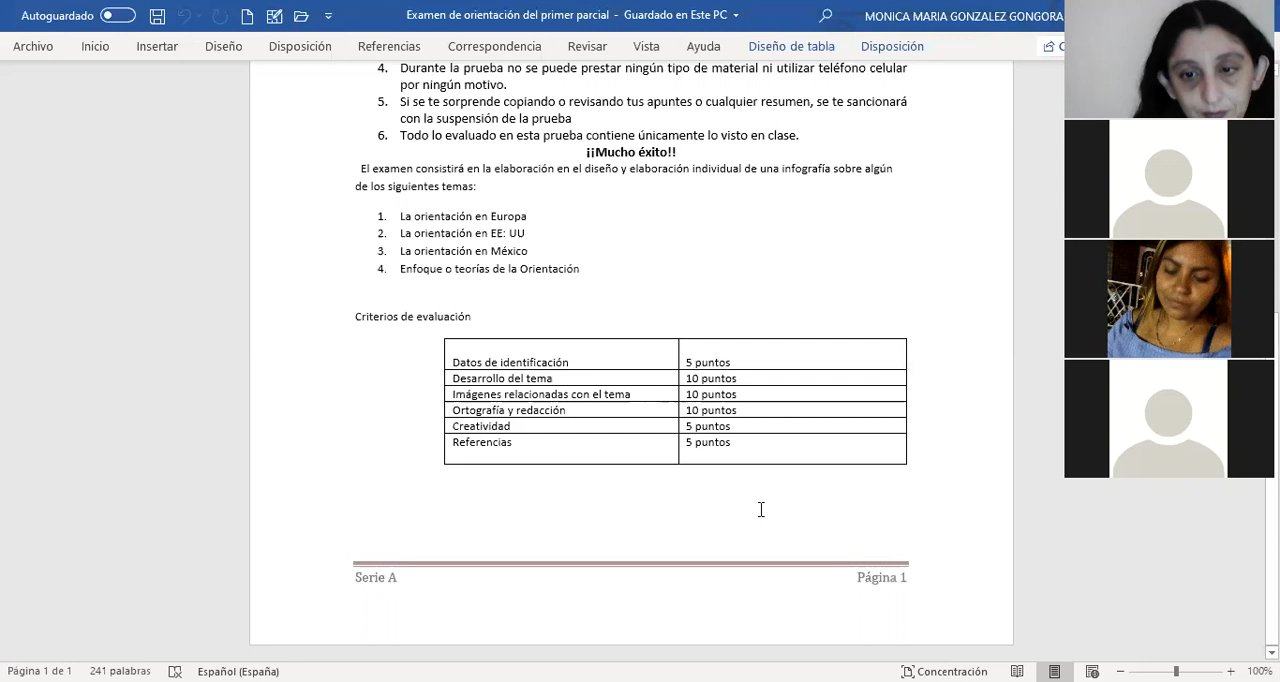 Autoguardado
Examen de orientación del primer parcial - Guardado en Este PC
MONICA MARIA GONZALEZ GONGORA
Archivo Inicio Insertar Diseño Disposición Referencias Correspondencia Revisar Vista Ayuda Diseño de tabla Disposición
4. Durante la prueba no se puede prestar ningún tipo de material ni utilizar teléfono celular
por ningún motivo.
5. Si se te sorprende copiando o revisando tus apuntes o cualquier resumen, se te sancionará
con la suspensión de la prueba
6. Todo lo evaluado en esta prueba contiene únicamente lo visto en clase.
¡¡Mucho éxito!!
El examen consistirá en la elaboración en el diseño y elaboración individual de una infografía sobre algún
de los siguientes temas:
1. La orientación en Europa
2. La orientación en EE: UU
3. La orientación en México
4. Enfoque o teorías de la Orientación
Criterios de evaluación
Datos de identificación 5 puntos
Desarrollo del tema 10 puntos
Imágenes relacionadas con el tema 10 puntos
Ortografía y redacción 10 puntos
Creatividad 5 puntos
Referencias 5 puntos
Serie A Página 1
Página 1 de 1 241 palabras Español (España) Concentración 100%